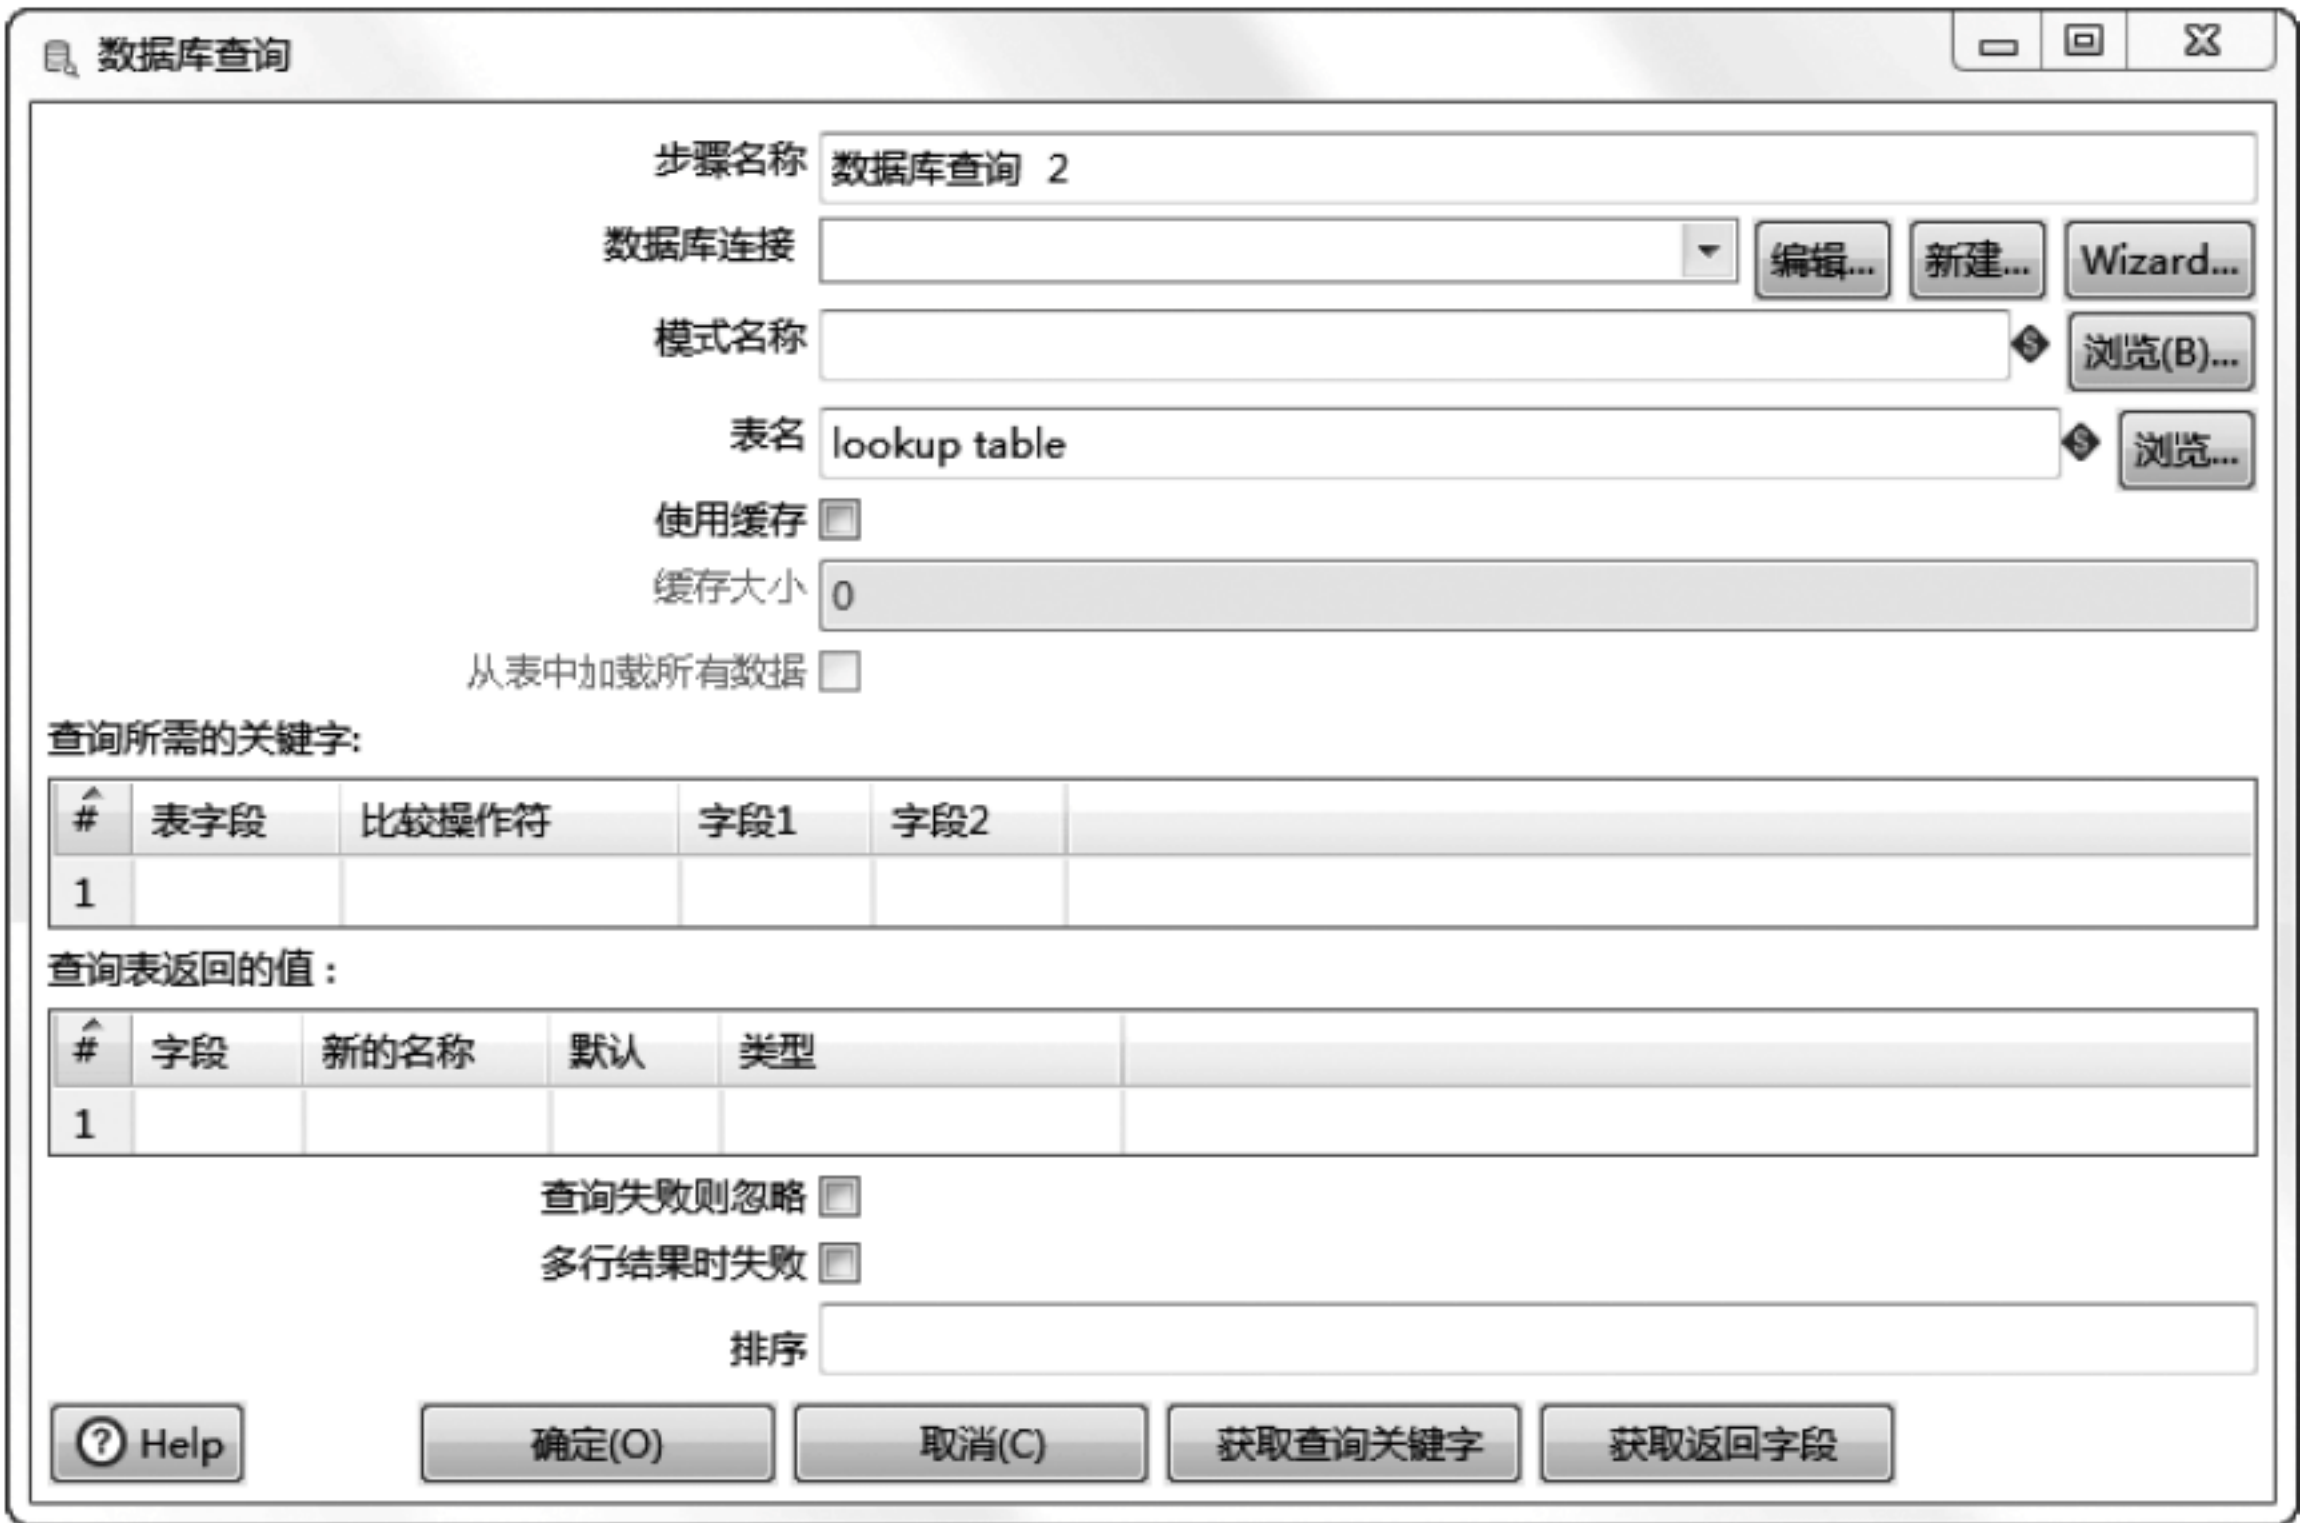 数据库查询
步骤名称 数据库查询 2
数据库连接 编辑... 新建... Wizard...
模式名称 浏览(B)...
表名 lookup table 浏览...
使用缓存
缓存大小 0
从表中加载所有数据
查询所需的关键字:
# 表字段 比较操作符 字段1 字段2
1
查询表返回的值：
# 字段 新的名称 默认 类型
1
查询失败则忽略
多行结果时失败
排序
Help 确定(O) 取消(C) 获取查询关键字 获取返回字段